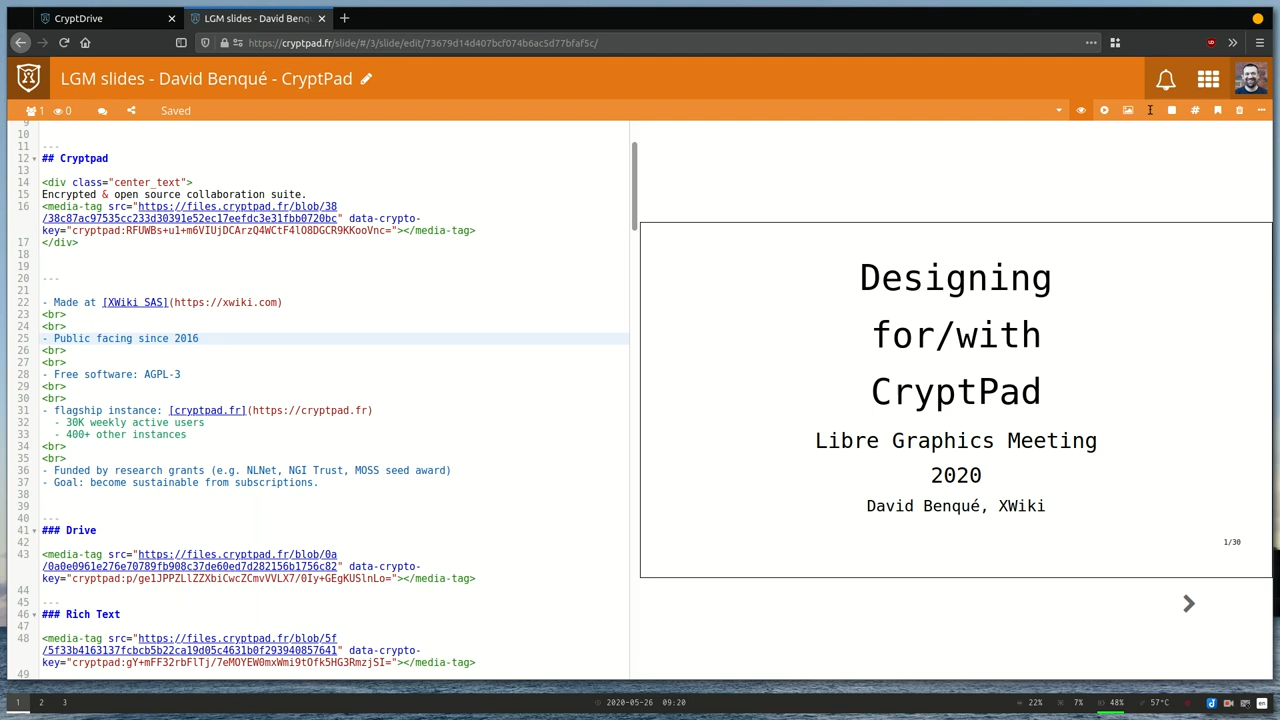 CryptDrive
LGM slides - David Benqu
https://cryptpad.fr/slide/#/3/slide/edit/73679d14d407bcf074b6ac5d77bfaf5c/
LGM slides - David Benqué - CryptPad
1
0
Saved
9
10
11 ---
12 ## Cryptpad
13
14 <div class="center_text">
15 Encrypted & open source collaboration suite.
16 <media-tag src="https://files.cryptpad.fr/blob/38
/38c87ac97535cc233d30391e52ec17eefdc3e31fbb0720bc" data-crypto-
key="cryptpad:RFUWBs+u1+m6VIUjDCArzQ4WCtF4lO8DGCR9KKooVnc="></media-tag>
17 </div>
18
19
20 ---
21
22 - Made at [XWiki SAS](https://xwiki.com)
23 <br>
24 <br>
25 - Public facing since 2016
26 <br>
27 <br>
28 - Free software: AGPL-3
29 <br>
30 <br>
31 - flagship instance: [cryptpad.fr](https://cryptpad.fr)
32 - 30K weekly active users
33 - 400+ other instances
34 <br>
35 <br>
36 - Funded by research grants (e.g. NLNet, NGI Trust, MOSS seed award)
37 - Goal: become sustainable from subscriptions.
38
39
40 ---
41 ### Drive
42
43 <media-tag src="https://files.cryptpad.fr/blob/0a
/0a0e0961e276e70789fb908c37de60ed7d282156b1756c82" data-crypto-
key="cryptpad:p/ge1JPPZLlZZXbiCwcZCmvVVLX7/0Iy+GEgKUSlnLo="></media-tag>
44
45 ---
46 ### Rich Text
47
48 <media-tag src="https://files.cryptpad.fr/blob/5f
/5f33b4163137fcbcb5b22ca19d05c4631b0f293940857641" data-crypto-
key="cryptpad:gY+mFF32rbFlTj/7eMOYEW0mxWmi9tOfk5HG3RmzjSI="></media-tag>
49
Designing
for/with
CryptPad
Libre Graphics Meeting
2020
David Benqué, XWiki
1/30
1 2 3
2020-05-26 09:20
22%
7%
48%
57°C
en